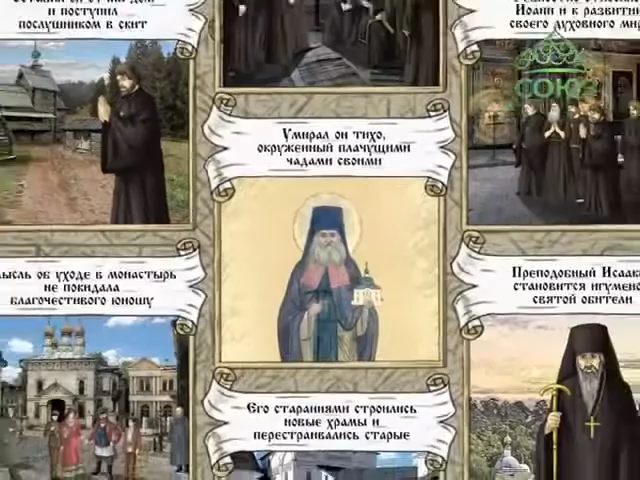 и поступил
послушником в скит
Мысль об уходе в монастырь
не покидала
благочестивого юношу
Умирал он тихо,
окруженный плачущими
чадами своими
Его стараниями строились
новые храмы и
перестраивались старые
Иоанн и к развитию
своего духовного мира
СОЮЗ
Преподобный Исаакий
становится игуменом
святой обители